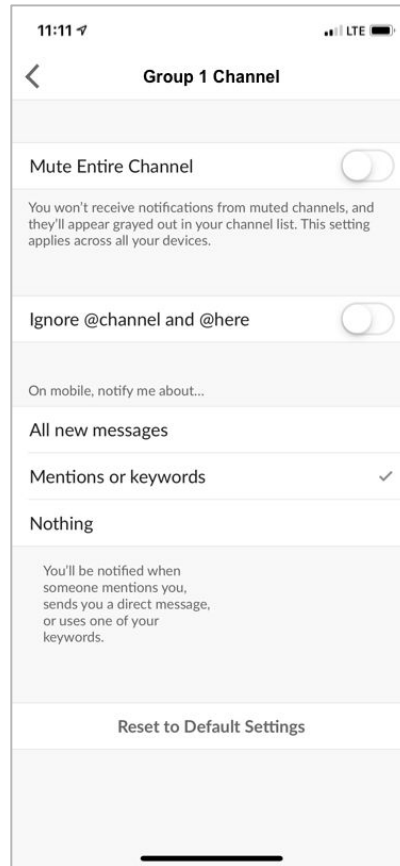 11:11
LTE
Group 1 Channel
Mute Entire Channel
You won't receive notifications from muted channels, and
they'll appear grayed out in your channel list. This setting
applies across all your devices.
Ignore @channel and @here
On mobile, notify me about...
All new messages
Mentions or keywords
Nothing
You'll be notified when
someone mentions you,
sends you a direct message,
or uses one of your
keywords.
Reset to Default Settings